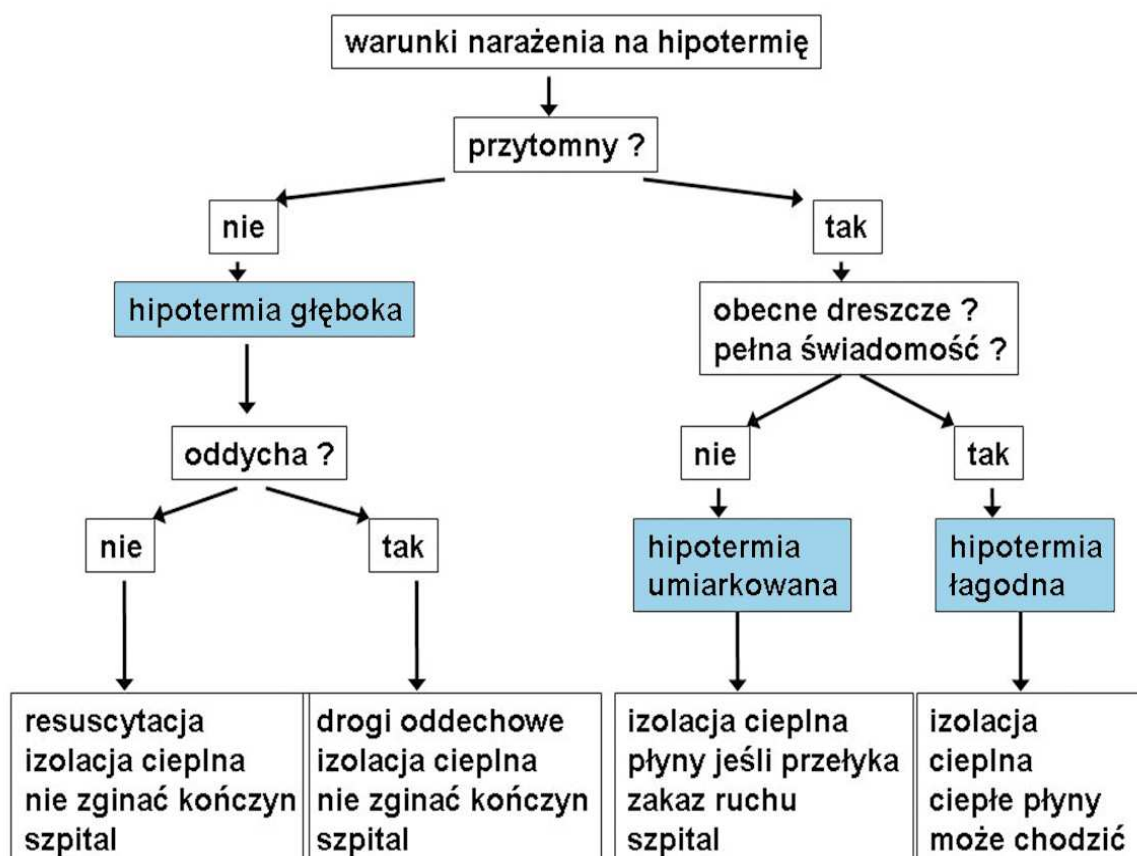 warunki narażenia na hipotermię
przytomny ?
nie
tak
hipotermia głęboka
obecne dreszcze ?
pełna świadomość ?
oddycha ?
nie
tak
nie
tak
hipotermia
umiarkowana
hipotermia
łagodna
resuscytacja
izolacja cieplna
nie zginać kończyn
szpital
drogi oddechowe
izolacja cieplna
nie zginać kończyn
szpital
izolacja cieplna
płyny jeśli przełyka
zakaz ruchu
szpital
izolacja
cieplna
ciepłe płyny
może chodzić